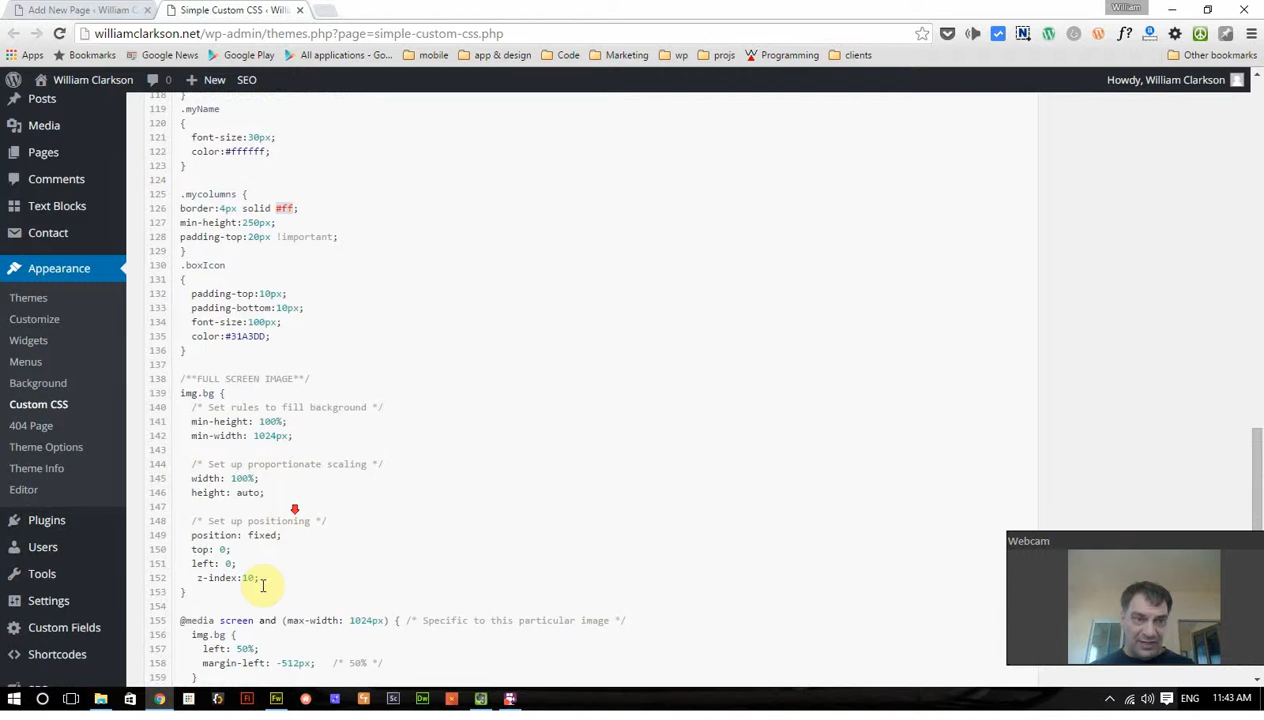 Add New Page ‹ William C
Simple Custom CSS ‹ Willi
William
williamclarkson.net/wp-admin/themes.php?page=simple-custom-css.php
Apps
Bookmarks
Google News
Google Play
All applications - Go...
mobile
app & design
Code
Marketing
wp
projs
Programming
clients
Other bookmarks
William Clarkson
0
New
SEO
Howdy, William Clarkson
Posts
Media
Pages
Comments
Text Blocks
Contact
Appearance
Themes
Customize
Widgets
Menus
Background
Custom CSS
404 Page
Theme Options
Theme Info
Editor
Plugins
Users
Tools
Settings
Custom Fields
Shortcodes
118 }
119 .myName
120 {
121 font-size:30px;
122 color:#ffffff;
123 }
124
125 .mycolumns {
126 border:4px solid #ff;
127 min-height:250px;
128 padding-top:20px !important;
129 }
130 .boxIcon
131 {
132 padding-top:10px;
133 padding-bottom:10px;
134 font-size:100px;
135 color:#31A3DD;
136 }
137
138 /**FULL SCREEN IMAGE**/
139 img.bg {
140 /* Set rules to fill background */
141 min-height: 100%;
142 min-width: 1024px;
143
144 /* Set up proportionate scaling */
145 width: 100%;
146 height: auto;
147
148 /* Set up positioning */
149 position: fixed;
150 top: 0;
151 left: 0;
152 z-index:10;
153 }
154
155 @media screen and (max-width: 1024px) { /* Specific to this particular image */
156 img.bg {
157 left: 50%;
158 margin-left: -512px; /* 50% */
159 }
Webcam
ENG
11:43 AM